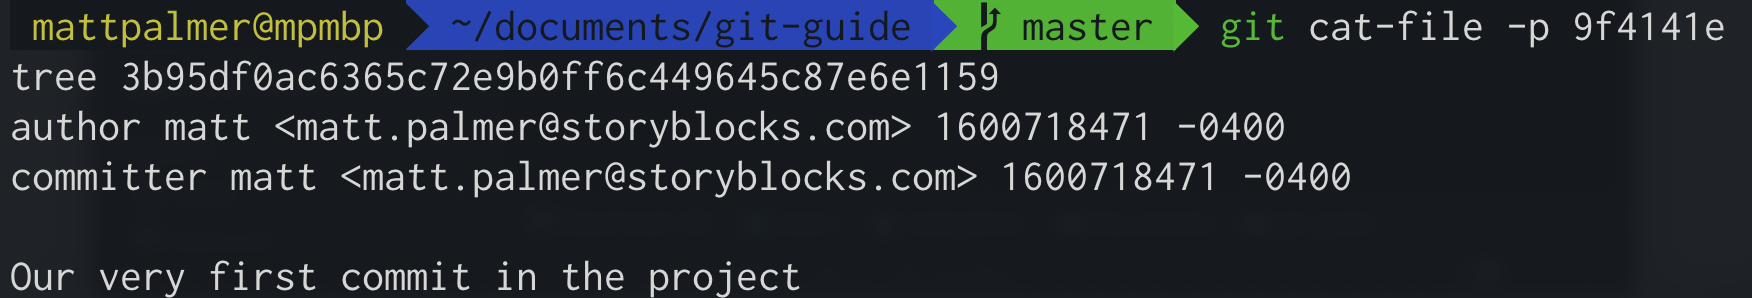 mattpalmer@mpmbp ~/documents/git-guide master git cat-file -p 9f4141e
tree 3b95df0ac6365c72e9b0ff6c449645c87e6e1159
author matt <matt.palmer@storyblocks.com> 1600718471 -0400
committer matt <matt.palmer@storyblocks.com> 1600718471 -0400
Our very first commit in the project